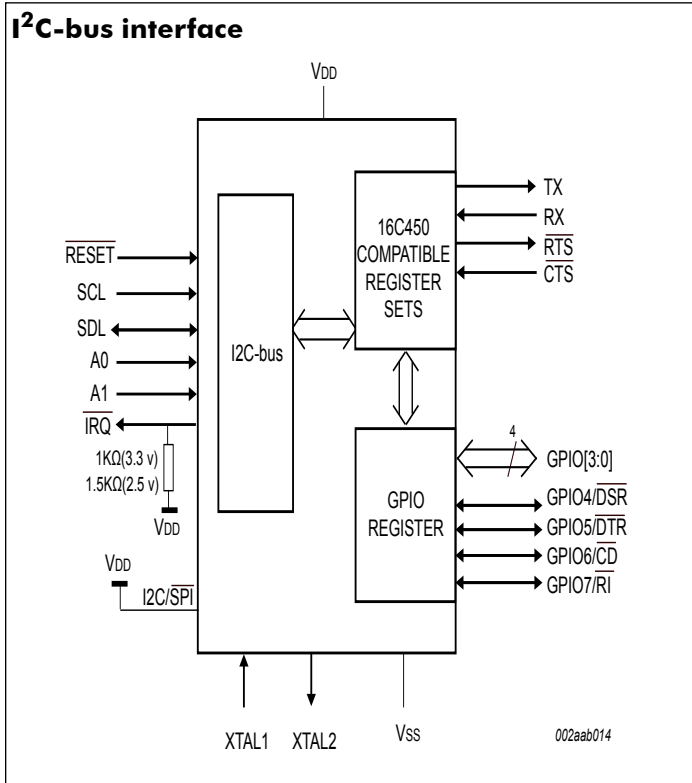 I²C-bus interface
VDD
RESET
SCL
SDL
A0
A1
IRQ
1KΩ(3.3 v)
1.5KΩ(2.5 v)
VDD
VDD
I2C/SPI
I2C-bus
16C450
COMPATIBLE
REGISTER
SETS
TX
RX
RTS
CTS
GPIO
REGISTER
4
GPIO[3:0]
GPIO4/DSR
GPIO5/DTR
GPIO6/CD
GPIO7/RI
XTAL1
XTAL2
VSS
002aab014